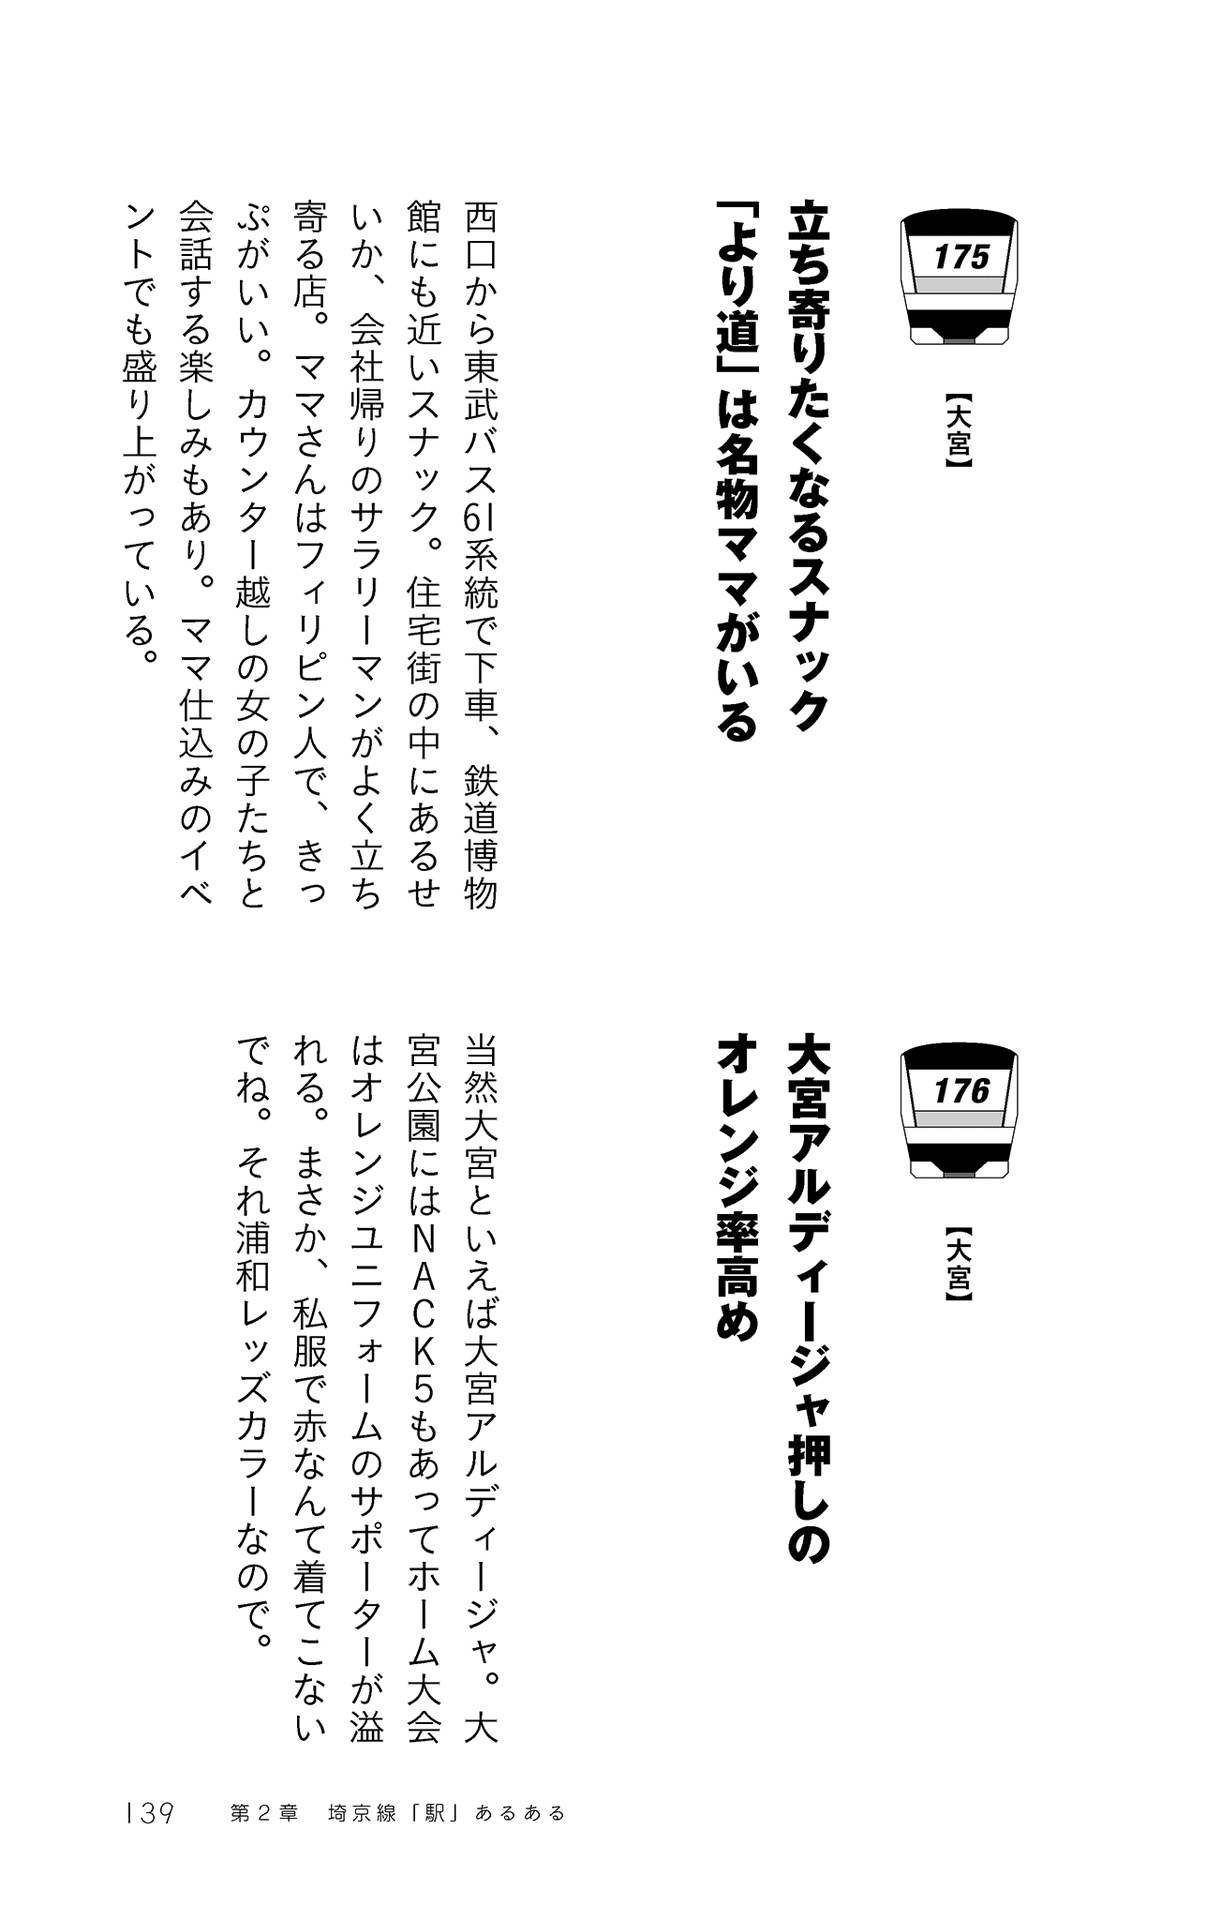 175
【大宮】
立ち寄りたくなるスナック
「より道」は名物ママがいる
西口から東武バス61系統で下車、鉄道博物
館にも近いスナック。住宅街の中にあるせ
いか、会社帰りのサラリーマンがよく立ち
寄る店。ママさんはフィリピン人で、きっ
ぷがいい。カウンター越しの女の子たちと
会話する楽しみもあり。ママ仕込みのイベ
ントでも盛り上がっている。
176
【大宮】
大宮アルディージャ押しの
オレンジ率高め
当然大宮といえば大宮アルディージャ。大
宮公園にはNACK5もあってホーム大会
はオレンジユニフォームのサポーターが溢
れる。まさか、私服で赤なんて着てこない
でね。それ浦和レッズカラーなので。
139 第2章 埼京線「駅」あるある